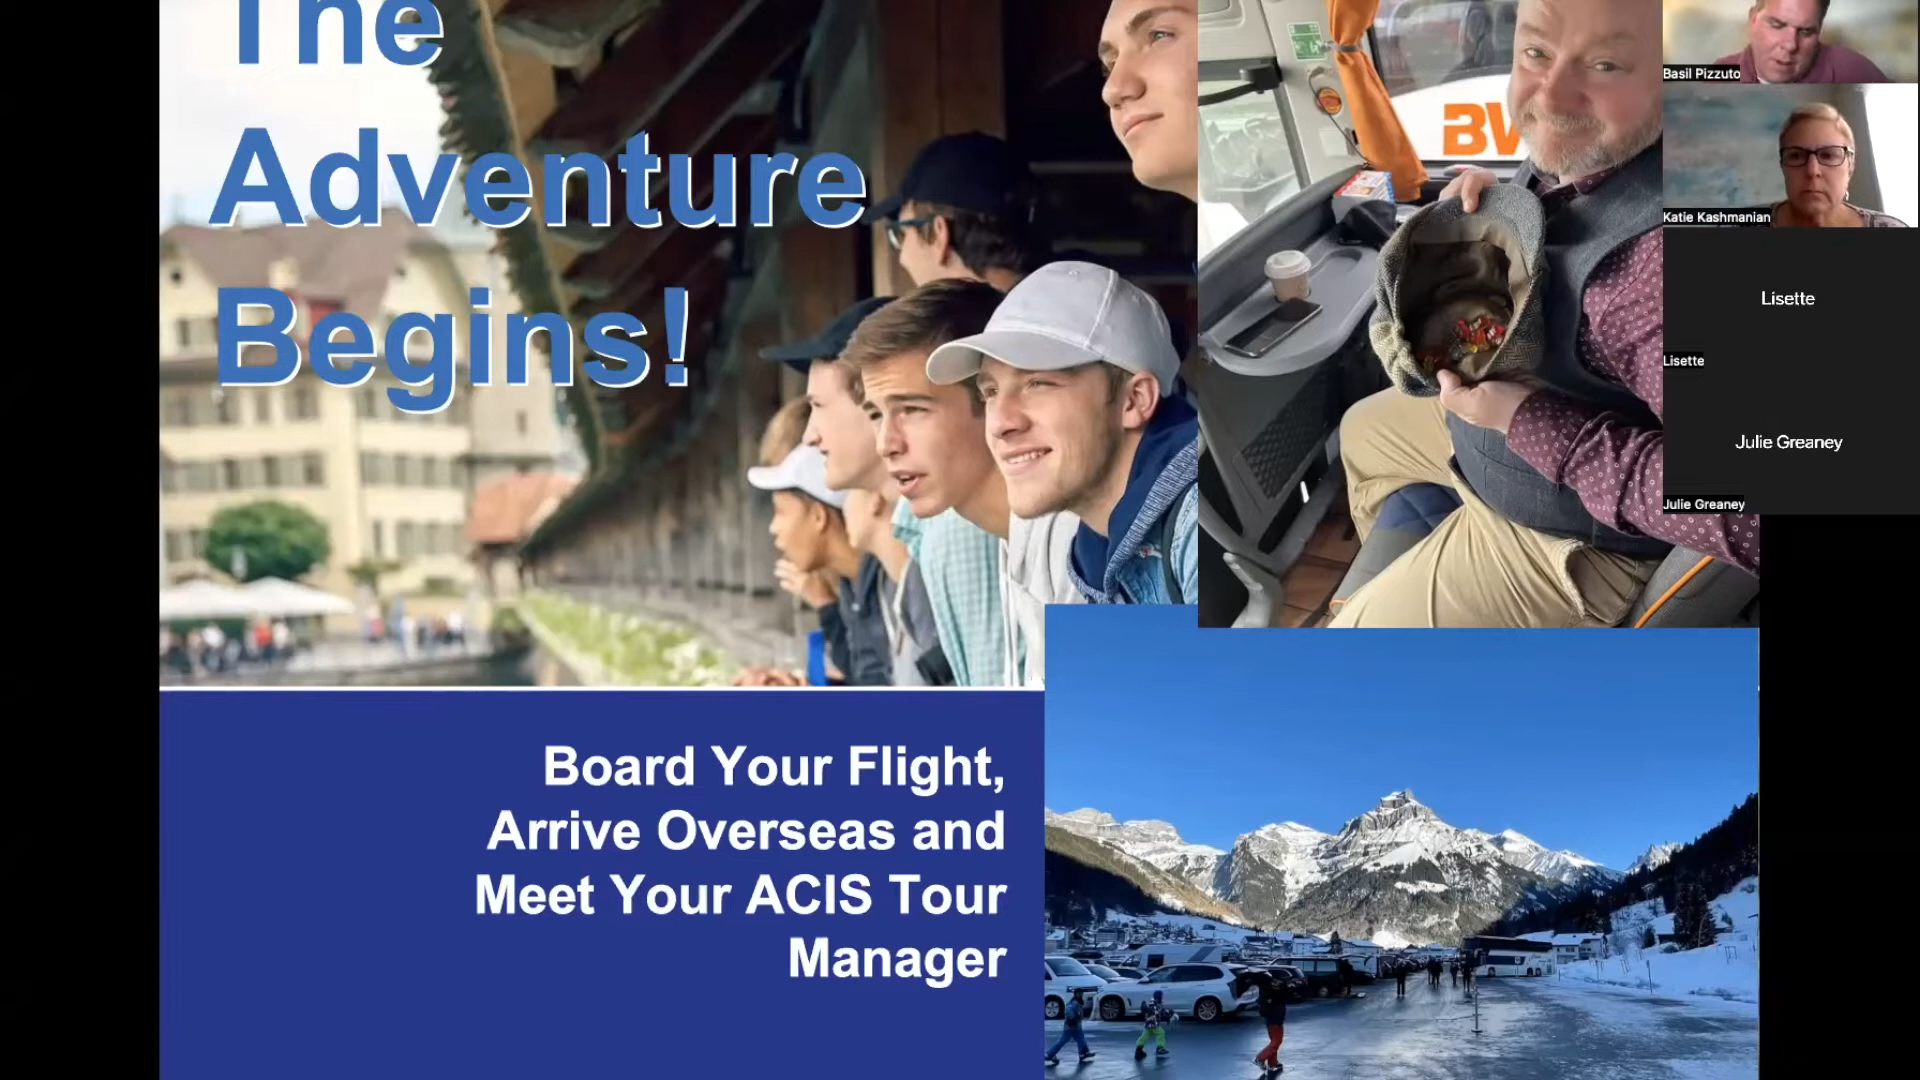 The
Adventure
Begins!
Board Your Flight,
Arrive Overseas and
Meet Your ACIS Tour
Manager
Basil Pizzuto
Katie Kashmanian
Lisette
Lisette
Julie Greaney
Julie Greaney